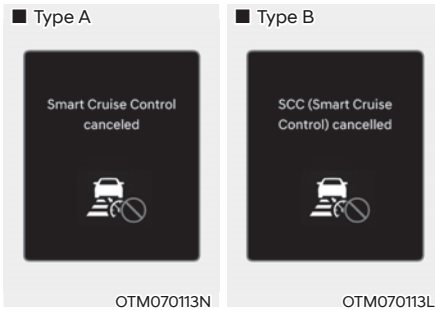 ■ Type A
Smart Cruise Control
canceled
OTM070113N
■ Type B
SCC (Smart Cruise
Control) cancelled
OTM070113L